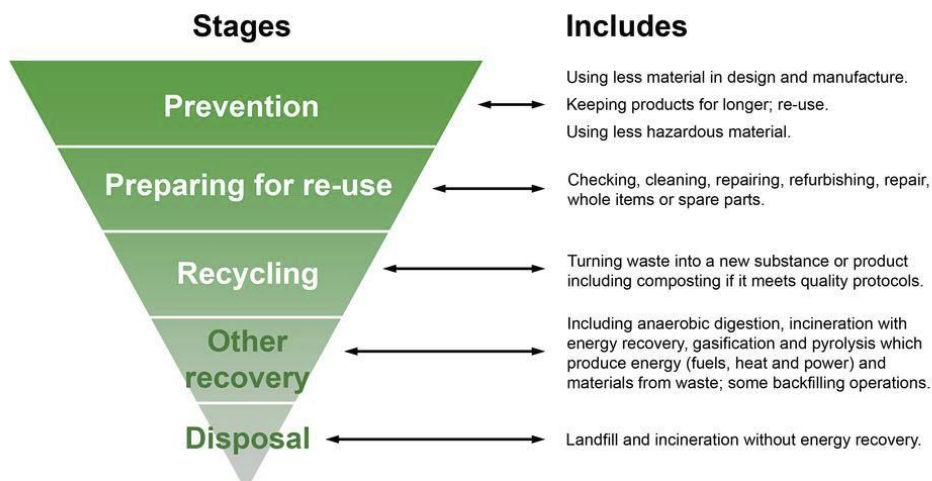 Stages
Includes
Prevention
Using less material in design and manufacture.
Keeping products for longer; re-use.
Using less hazardous material.
Preparing for re-use
Checking, cleaning, repairing, refurbishing, repair,
whole items or spare parts.
Recycling
Turning waste into a new substance or product
including composting if it meets quality protocols.
Other
recovery
Including anaerobic digestion, incineration with
energy recovery, gasification and pyrolysis which
produce energy (fuels, heat and power) and
materials from waste; some backfilling operations.
Disposal
Landfill and incineration without energy recovery.